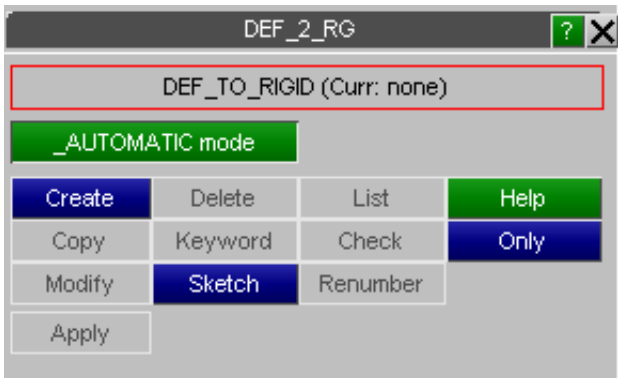 DEF_2_RG ?
DEF_TO_RIGID (Curr: none)
_AUTOMATIC mode
Create Delete List Help
Copy Keyword Check Only
Modify Sketch Renumber
Apply